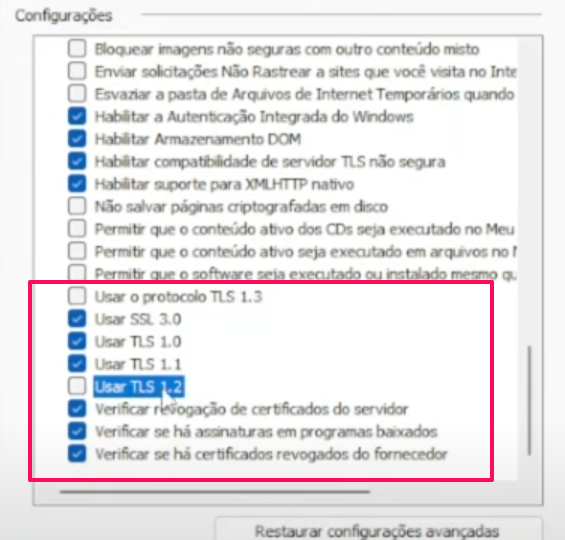 Configurações
Bloquear imagens não seguras com outro conteúdo misto
Enviar solicitações Não Rastrear a sites que você visita no Inte
Esvaziar a pasta de Arquivos de Internet Temporários quando
Habilitar a Autenticação Integrada do Windows
Habilitar Armazenamento DOM
Habilitar compatibilidade de servidor TLS não segura
Habilitar suporte para XMLHTTP nativo
Não salvar páginas criptografadas em disco
Permitir que o conteúdo ativo dos CDs seja executado no Meu
Permitir que o conteúdo ativo seja executado em arquivos no M
Permitir que o software seja executado ou instalado mesmo qu
Usar o protocolo TLS 1.3
Usar SSL 3.0
Usar TLS 1.0
Usar TLS 1.1
Usar TLS 1.2
Verificar revogação de certificados do servidor
Verificar se há assinaturas em programas baixados
Verificar se há certificados revogados do fornecedor
Restaurar configurações avançadas